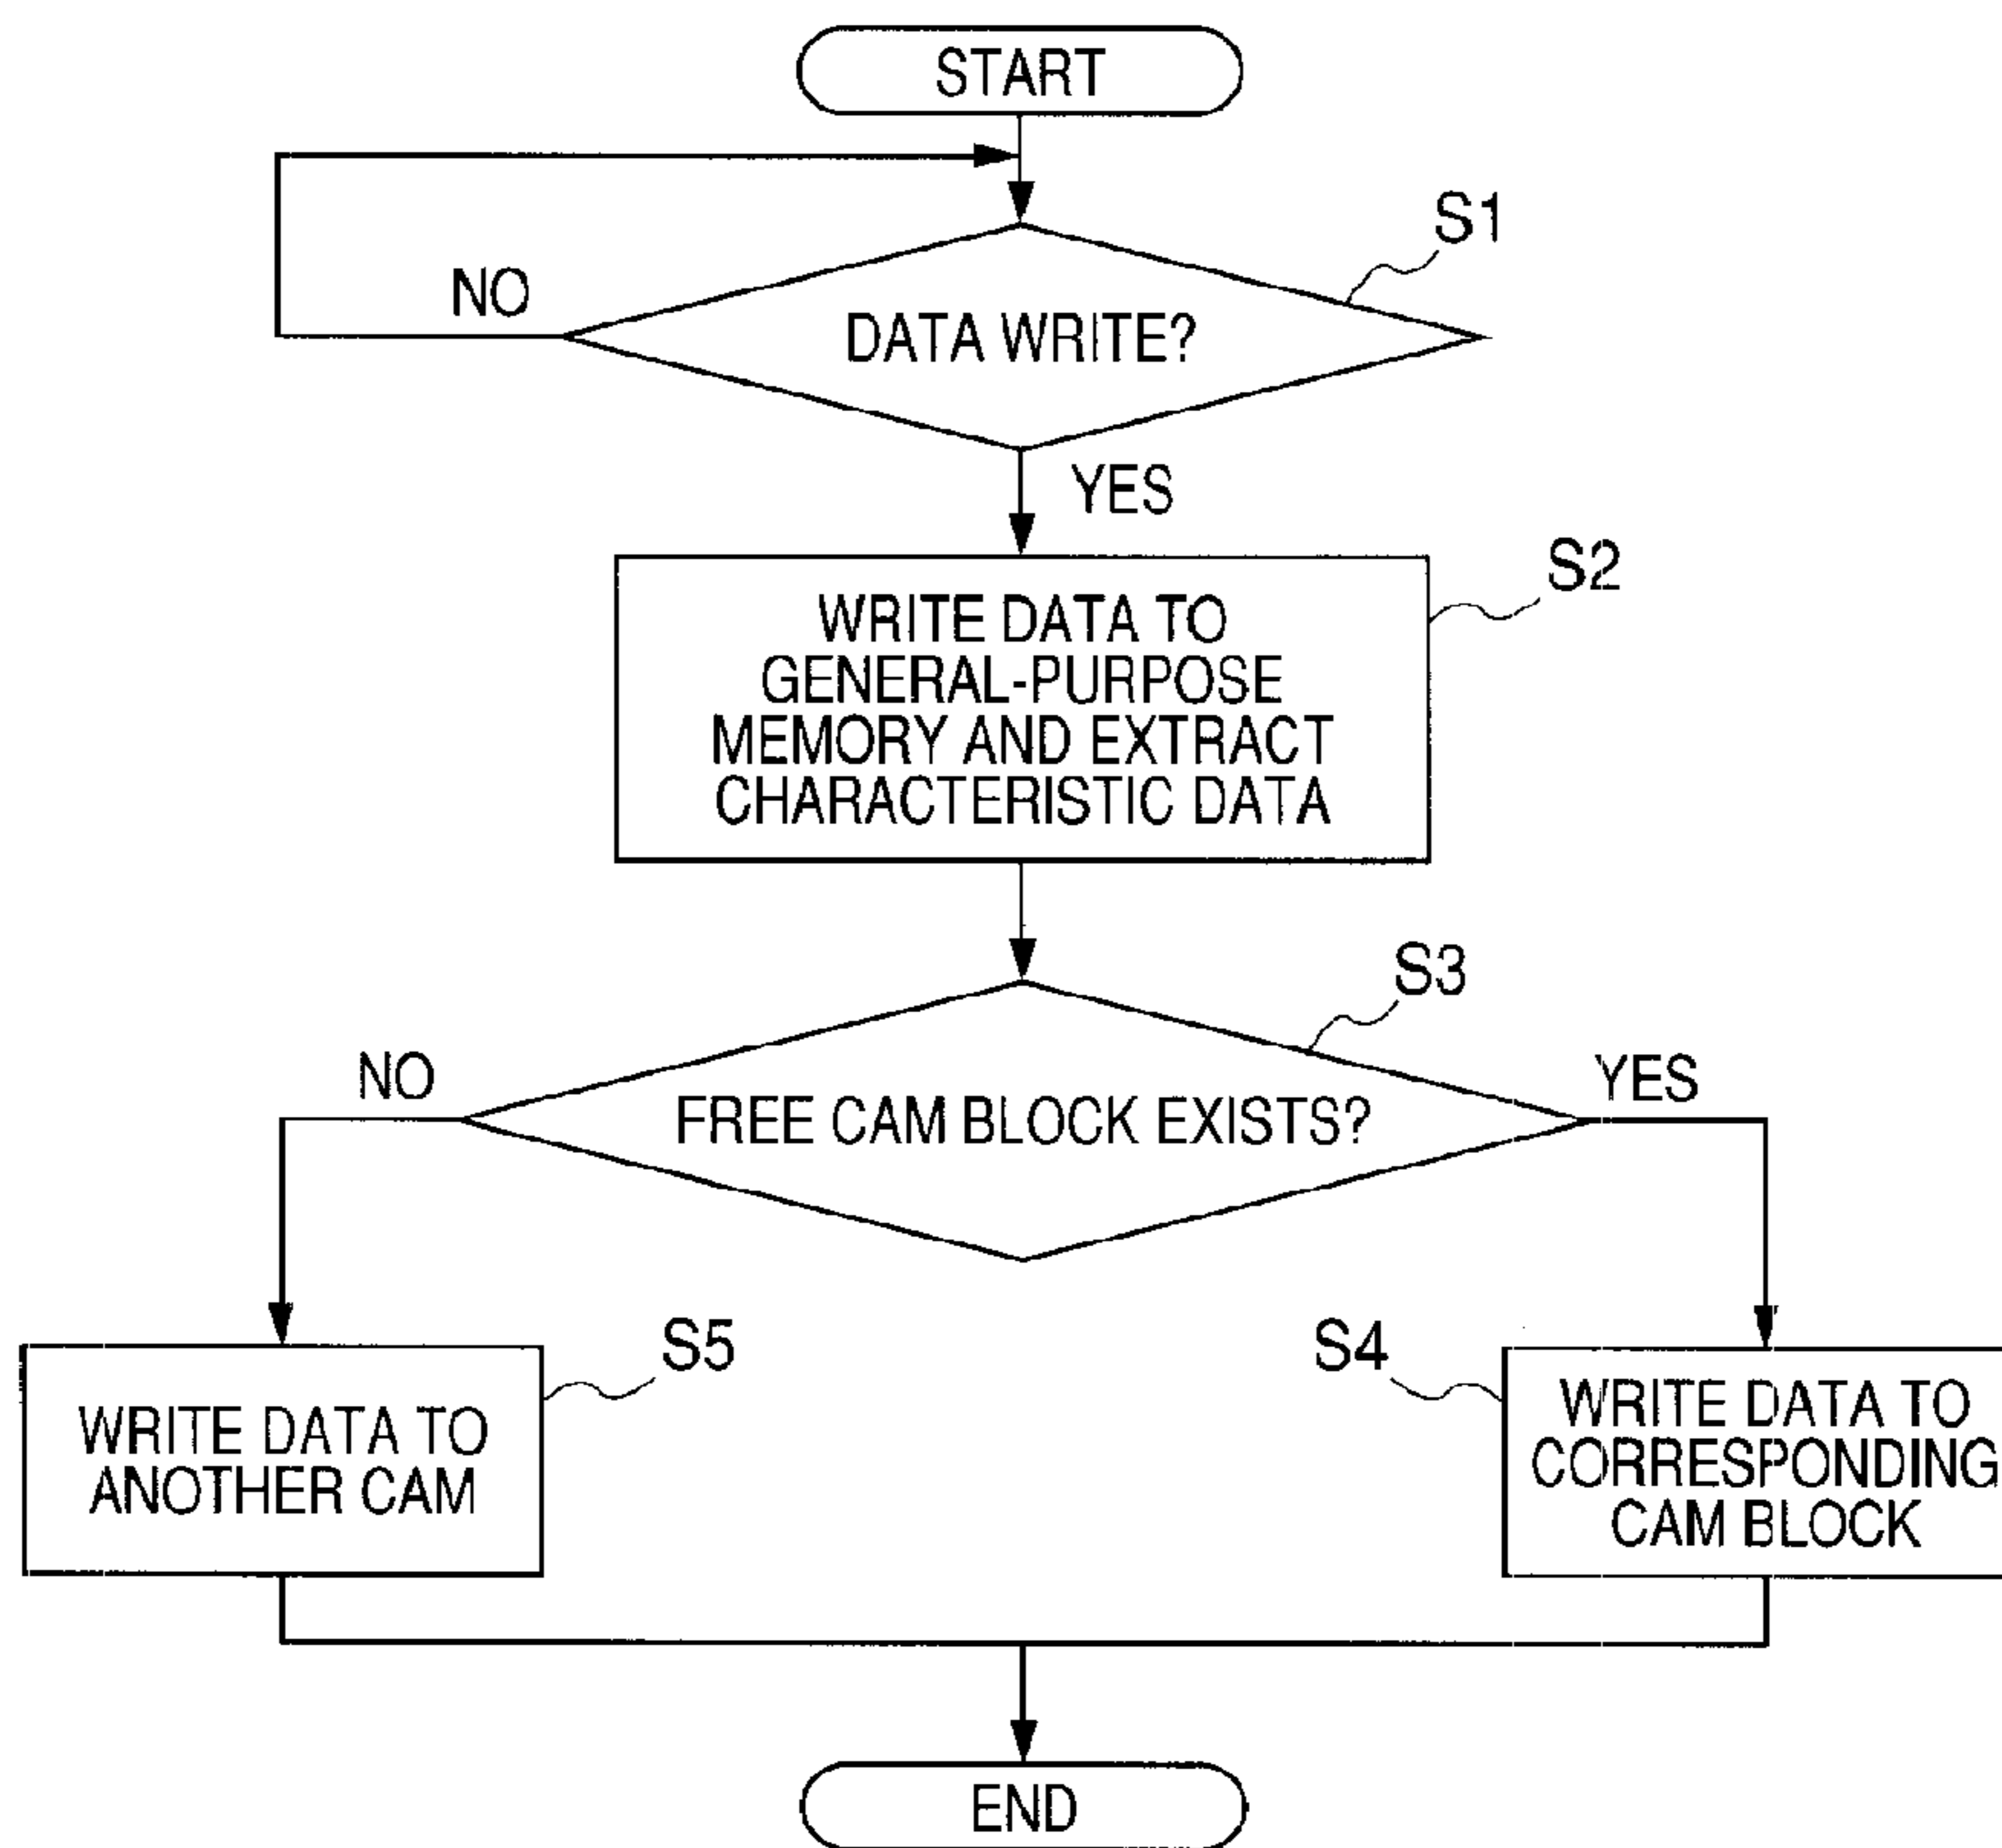 START
S1
NO
DATA WRITE?
YES
S2
WRITE DATA TO
GENERAL-PURPOSE
MEMORY AND EXTRACT
CHARACTERISTIC DATA
S3
NO
YES
FREE CAM BLOCK EXISTS?
S5
S4
WRITE DATA TO
ANOTHER CAM
WRITE DATA TO
CORRESPONDING
CAM BLOCK
END